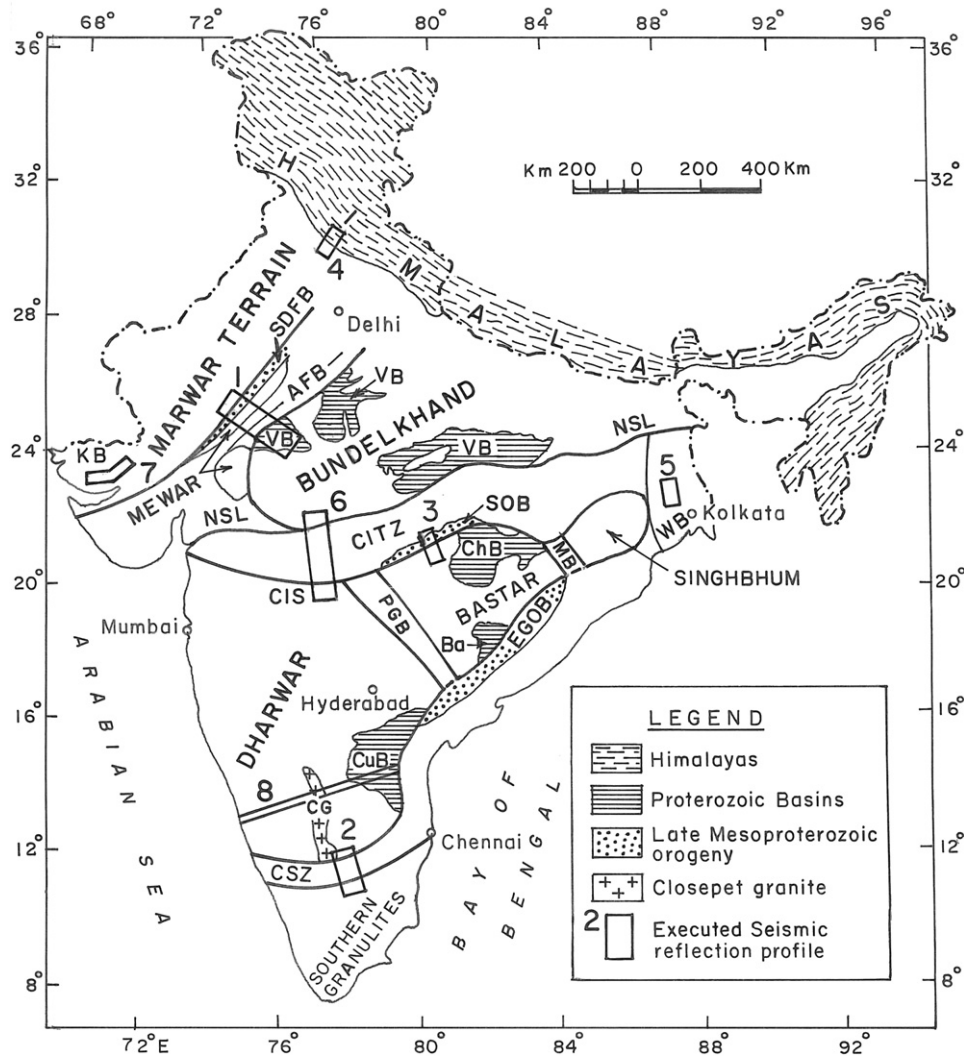 68° 72° 76° 80° 84° 88° 92° 96°
36° 36°
32° 32°
28° 28°
24° 24°
20° 20°
16° 16°
12° 12°
8° 8°
72°E 76° 80° 84° 88° 92°
Km 200 0 200 400 Km
HIMALAYAS
4
MARWAR TERRAIN
SDFB
Delhi
1
AFB
VB
VB
VB
BUNDELKHAND
KB
7
MEWAR
NSL
NSL
6
CITZ
3
SOB
5
WB
Kolkata
ChB
MB
SINGHBHUM
CIS
PGB
BASTAR
EGOB
Ba
Mumbai
ARABIAN SEA
DHARWAR
Hyderabad
CuB
8
CG
2
Chennai
CSZ
SOUTHERN
GRANULITES
BAY OF
BENGAL
LEGEND
Himalayas
Proterozoic Basins
Late Mesoproterozoic
orogeny
Closepet granite
2
Executed Seismic
reflection profile